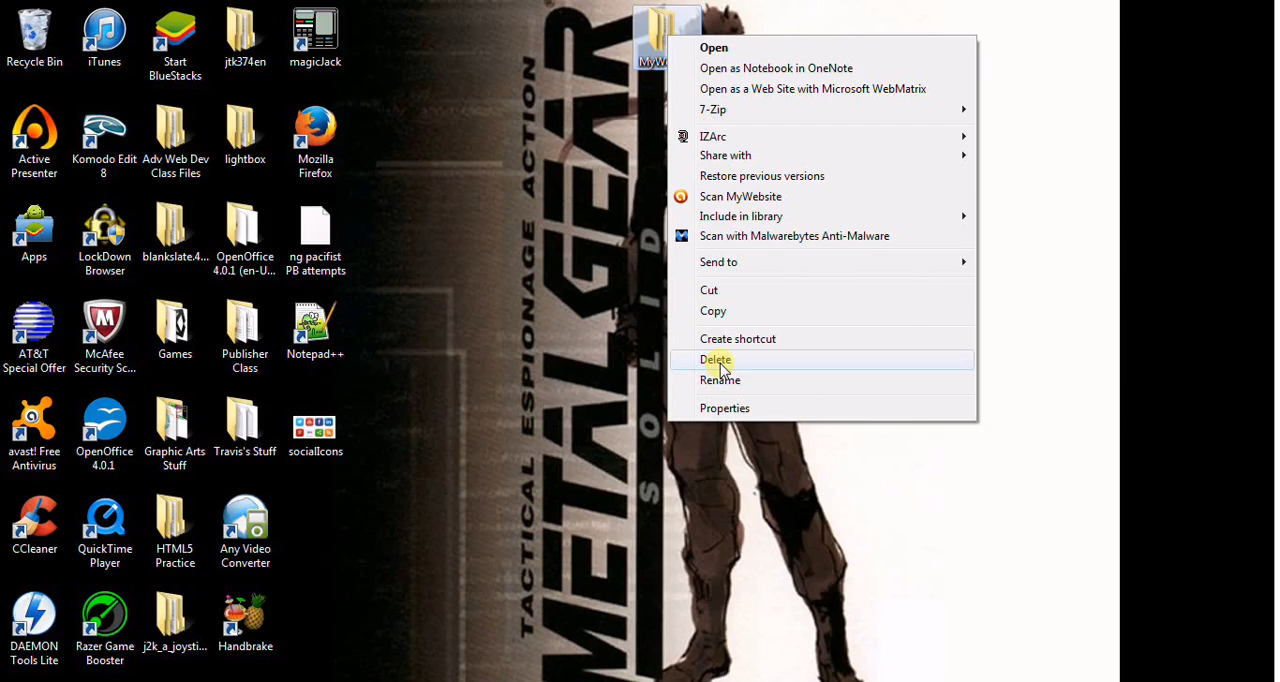 Recycle Bin
iTunes
Start
BlueStacks
jtk374en
magicJack
Active
Presenter
Komodo Edit
8
Adv Web Dev
Class Files
lightbox
Mozilla
Firefox
Apps
LockDown
Browser
blankslate.4...
OpenOffice
4.0.1 (en-U...
ng pacifist
PB attempts
AT&T
Special Offer
McAfee
Security Sc...
Games
Publisher
Class
Notepad++
avast! Free
Antivirus
OpenOffice
4.0.1
Graphic Arts
Stuff
Travis's Stuff
socialIcons
CCleaner
QuickTime
Player
HTML5
Practice
Any Video
Converter
DAEMON
Tools Lite
Razer Game
Booster
j2k_a_joysti...
Handbrake
TACTICAL ESPIONAGE ACTION
METAL GEAR
SOLID
MyW
Open
Open as Notebook in OneNote
Open as a Web Site with Microsoft WebMatrix
7-Zip
IZArc
Share with
Restore previous versions
Scan MyWebsite
Include in library
Scan with Malwarebytes Anti-Malware
Send to
Cut
Copy
Create shortcut
Delete
Rename
Properties